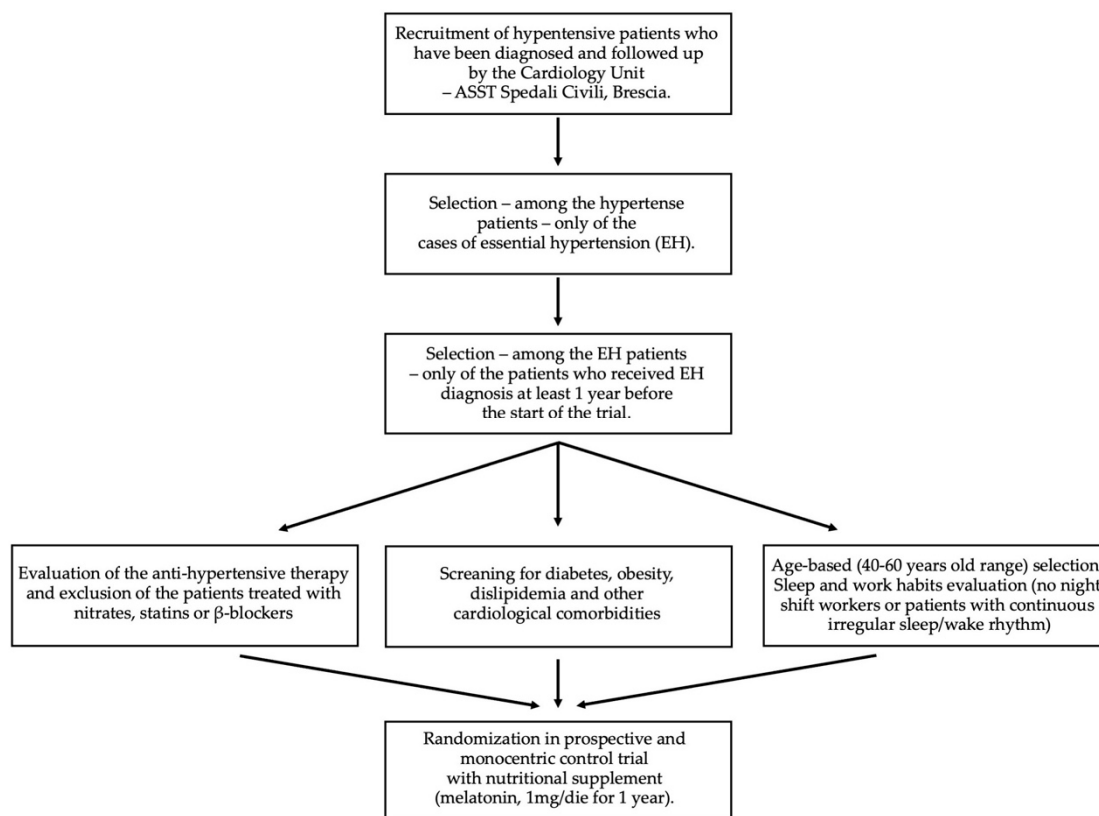 Recruitment of hypentensive patients who
have been diagnosed and followed up
by the Cardiology Unit
– ASST Spedali Civili, Brescia.
Selection – among the hypertense
patients – only of the
cases of essential hypertension (EH).
Selection – among the EH patients
– only of the patients who received EH
diagnosis at least 1 year before
the start of the trial.
Evaluation of the anti-hypertensive therapy
and exclusion of the patients treated with
nitrates, statins or β-blockers
Screaning for diabetes, obesity,
dislipidemia and other
cardiological comorbidities
Age-based (40-60 years old range) selection
Sleep and work habits evaluation (no night
shift workers or patients with continuous
irregular sleep/wake rhythm)
Randomization in prospective and
monocentric control trial
with nutritional supplement
(melatonin, 1mg/die for 1 year).